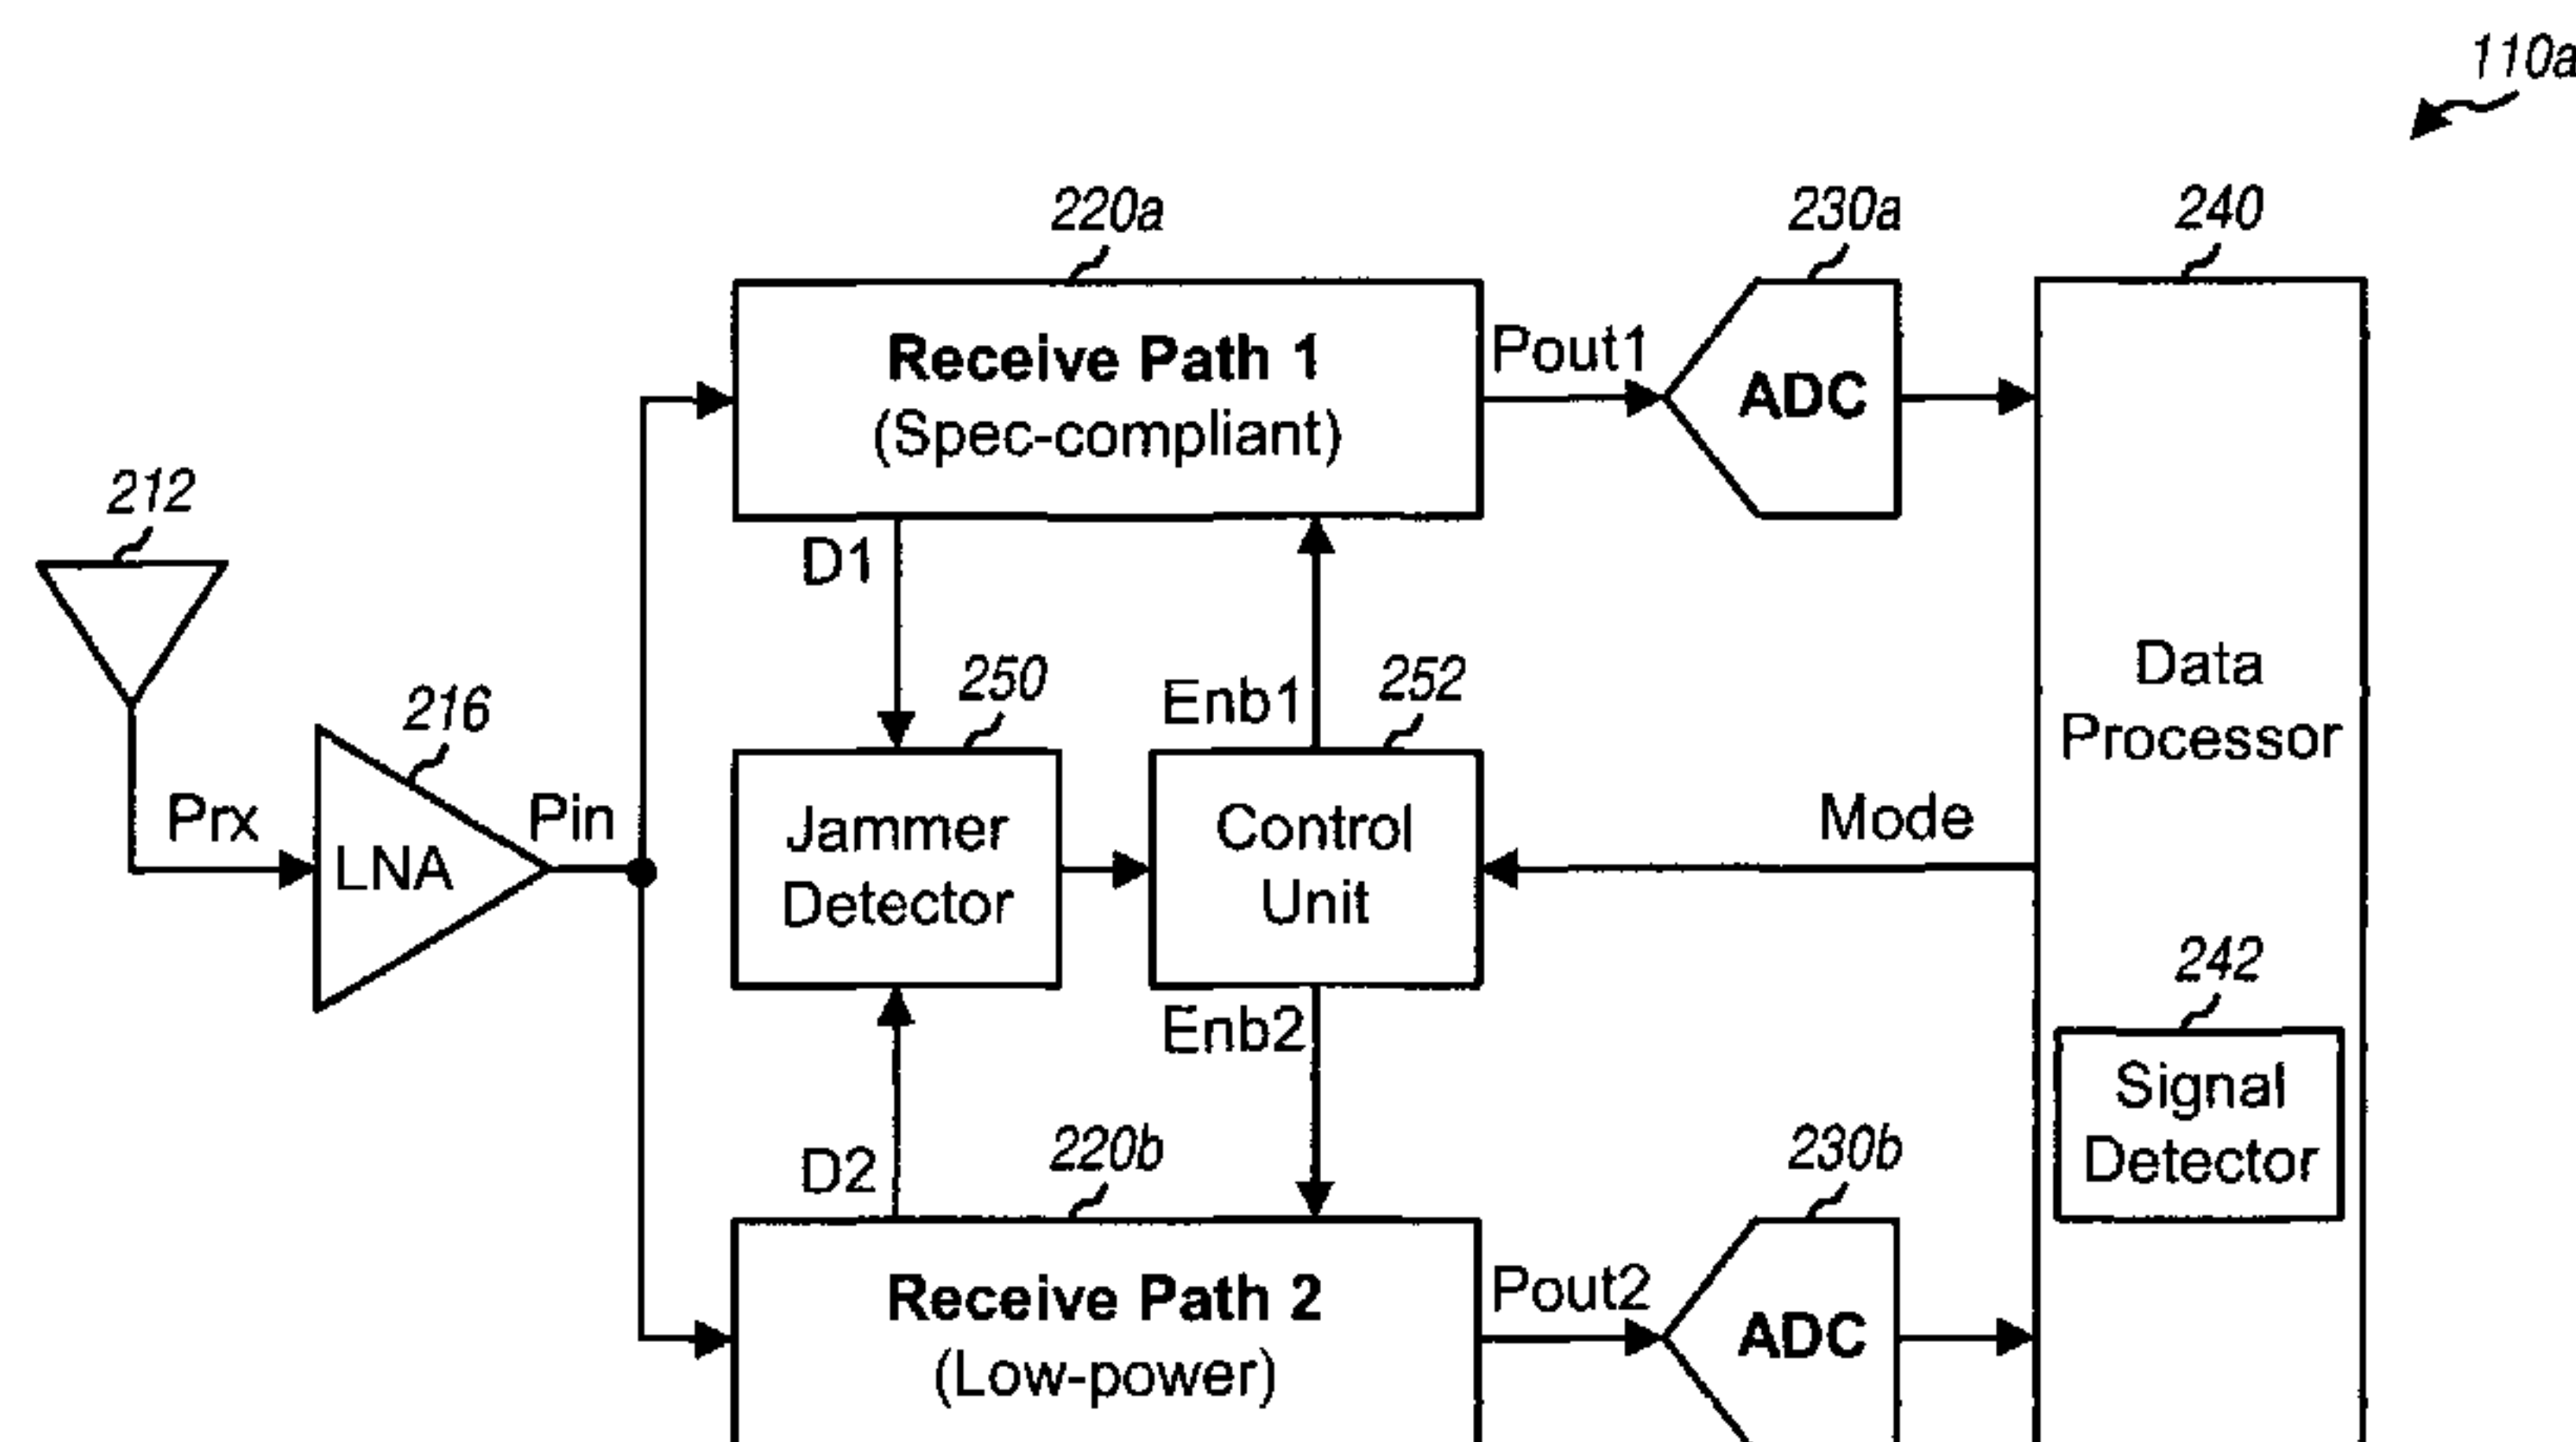 110a
220a
230a
240
Receive Path 1
(Spec-compliant)
Pout1
ADC
212
D1
216
250
Enb1
252
Data
Processor
Prx
LNA
Pin
Jammer
Detector
Control
Unit
Mode
242
Signal
Detector
Enb2
D2
220b
230b
Receive Path 2
(Low-power)
Pout2
ADC